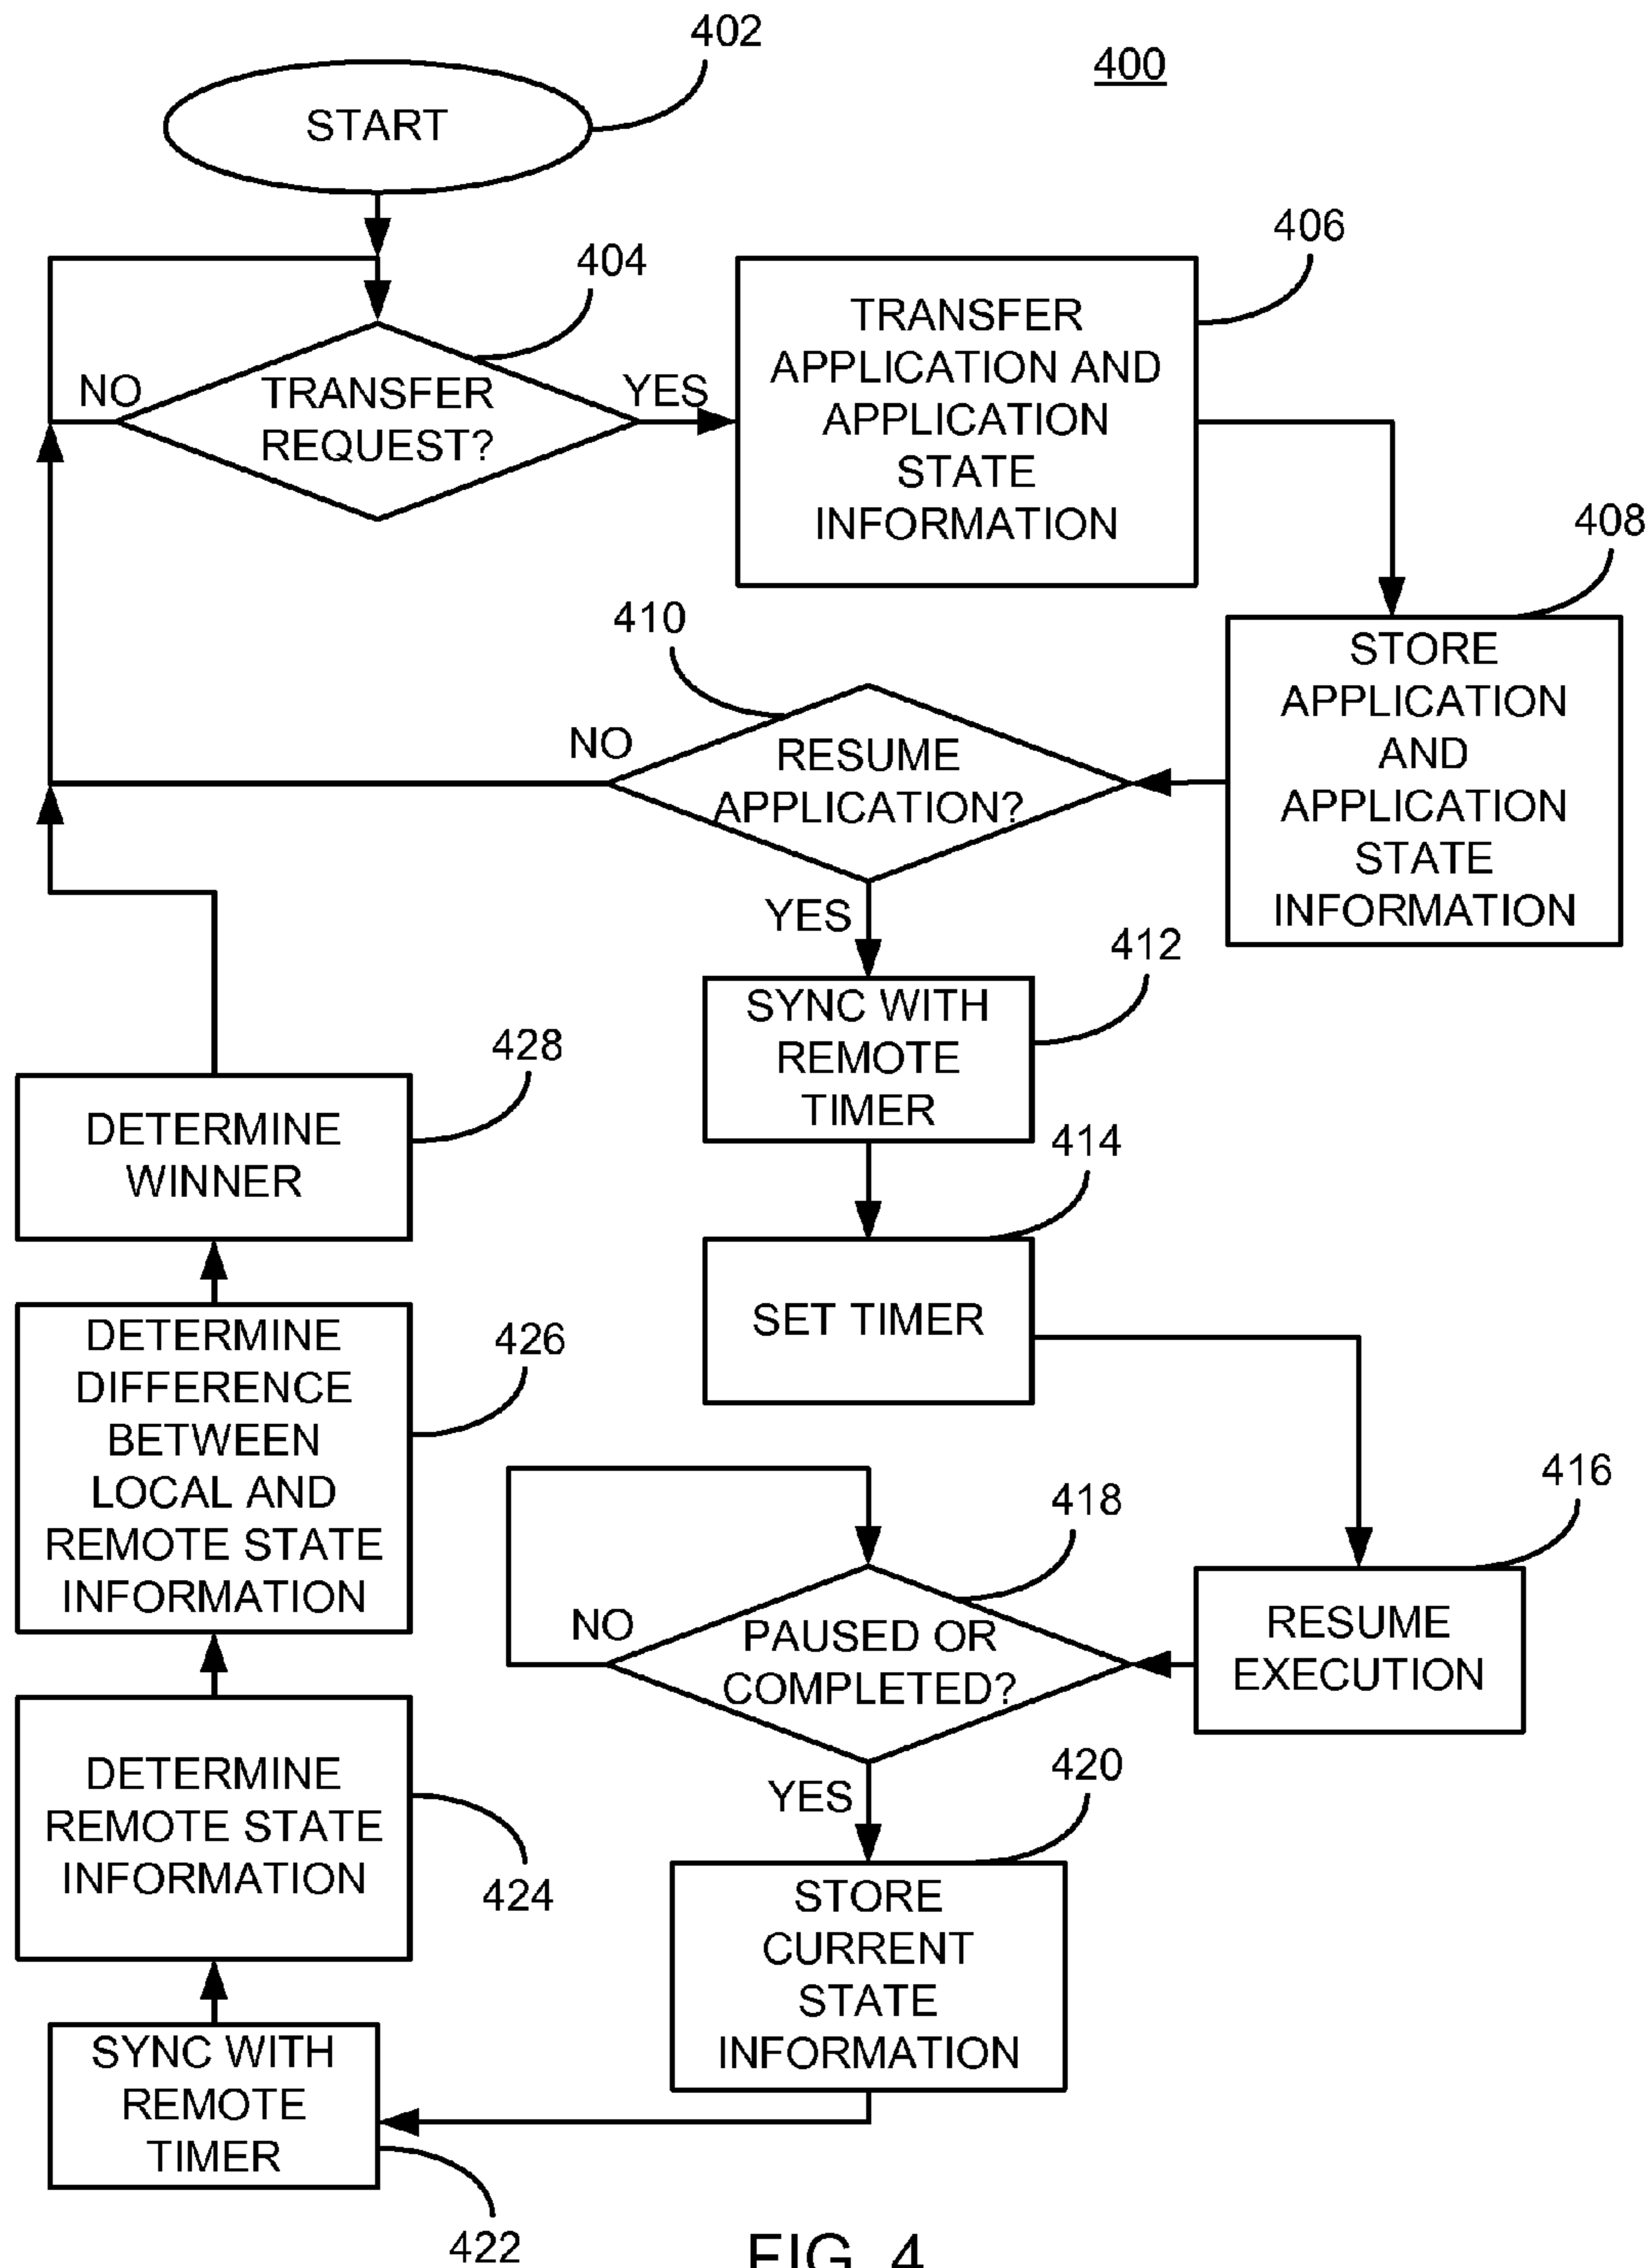 402
400
START
404
406
NO
TRANSFER
REQUEST?
YES
TRANSFER
APPLICATION AND
APPLICATION
STATE
INFORMATION
408
410
STORE
APPLICATION
AND
APPLICATION
STATE
INFORMATION
NO
RESUME
APPLICATION?
YES
412
SYNC WITH
REMOTE
TIMER
428
DETERMINE
WINNER
414
SET TIMER
426
DETERMINE
DIFFERENCE
BETWEEN
LOCAL AND
REMOTE STATE
INFORMATION
416
418
NO
PAUSED OR
COMPLETED?
RESUME
EXECUTION
YES
420
DETERMINE
REMOTE STATE
INFORMATION
424
STORE
CURRENT
STATE
INFORMATION
SYNC WITH
REMOTE
TIMER
422
FIG. 4